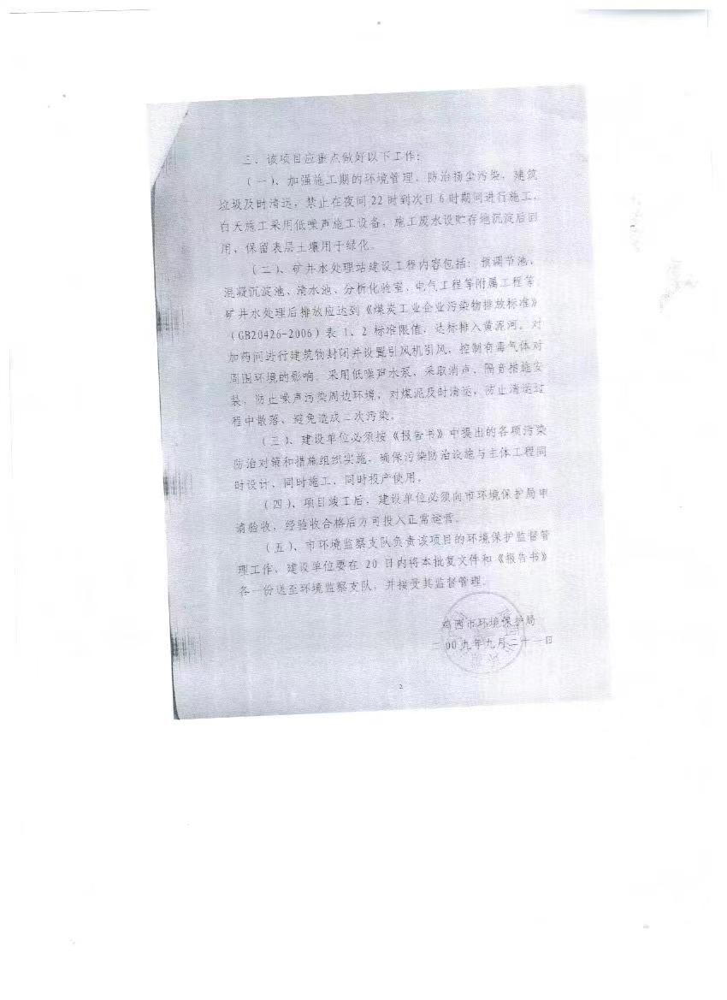 三、该项目应重点做好以下工作：
（一）、加强施工期的环境管理，防治扬尘污染，建筑
垃圾及时清运，禁止在夜间22时到次日6时期间进行施工，
白天施工采用低噪声施工设备，施工废水设贮存池沉淀后回
用，保留表层土壤用于绿化。
（二）、矿井水处理站建设工程内容包括：预调节池、
混凝沉淀池、清水池、分析化验室、电气工程等附属工程等。
矿井水处理后排放应达到《煤炭工业企业污染物排放标准》
（GB20426-2006）表1、2标准限值，达标排入黄泥河。对
加药间进行建筑物封闭并设置引风机引风，控制有毒气体对
周围环境的影响。采用低噪声水泵，采取消声、隔音措施安
装，防止噪声污染周边环境，对煤泥及时清运，防止清运过
程中散落、避免造成二次污染。
（三）、建设单位必须按《报告书》中提出的各项污染
防治对策和措施组织实施，确保污染防治设施与主体工程同
时设计、同时施工、同时投产使用。
（四）、项目竣工后，建设单位必须向市环境保护局申
请验收，经验收合格后方可投入正常运营。
（五）、市环境监察支队负责该项目的环境保护监督管
理工作，建设单位要在20日内将本批复文件和《报告书》
各一份送至环境监察支队，并接受其监督管理。
鸡西市环境保护局
二00九年九月二十一日
2